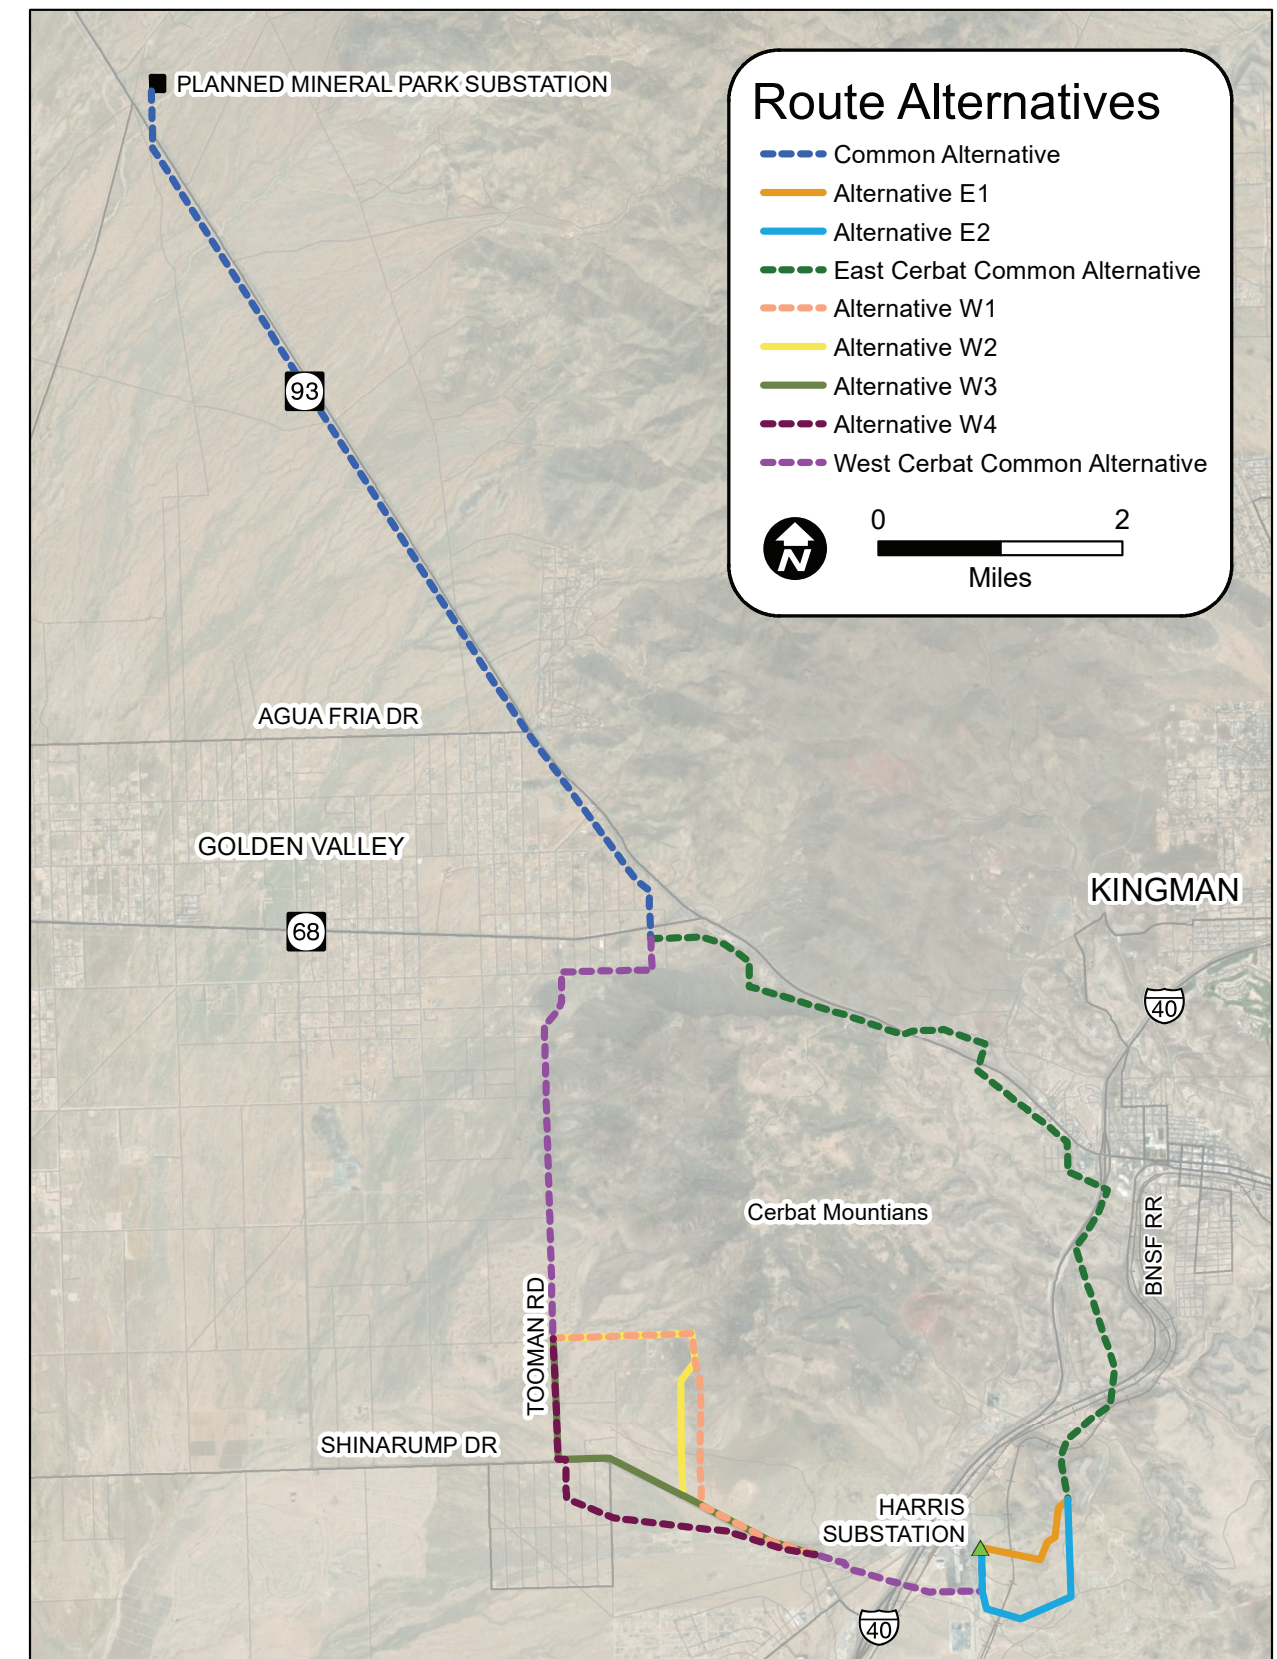 PLANNED MINERAL PARK SUBSTATION
Route Alternatives
Common Alternative
Alternative E1
Alternative E2
East Cerbat Common Alternative
Alternative W1
Alternative W2
Alternative W3
Alternative W4
West Cerbat Common Alternative
N
0 2
Miles
93
AGUA FRIA DR
GOLDEN VALLEY
68
KINGMAN
40
Cerbat Mountians
BNSF RR
TOOMAN RD
SHINARUMP DR
HARRIS
SUBSTATION
40